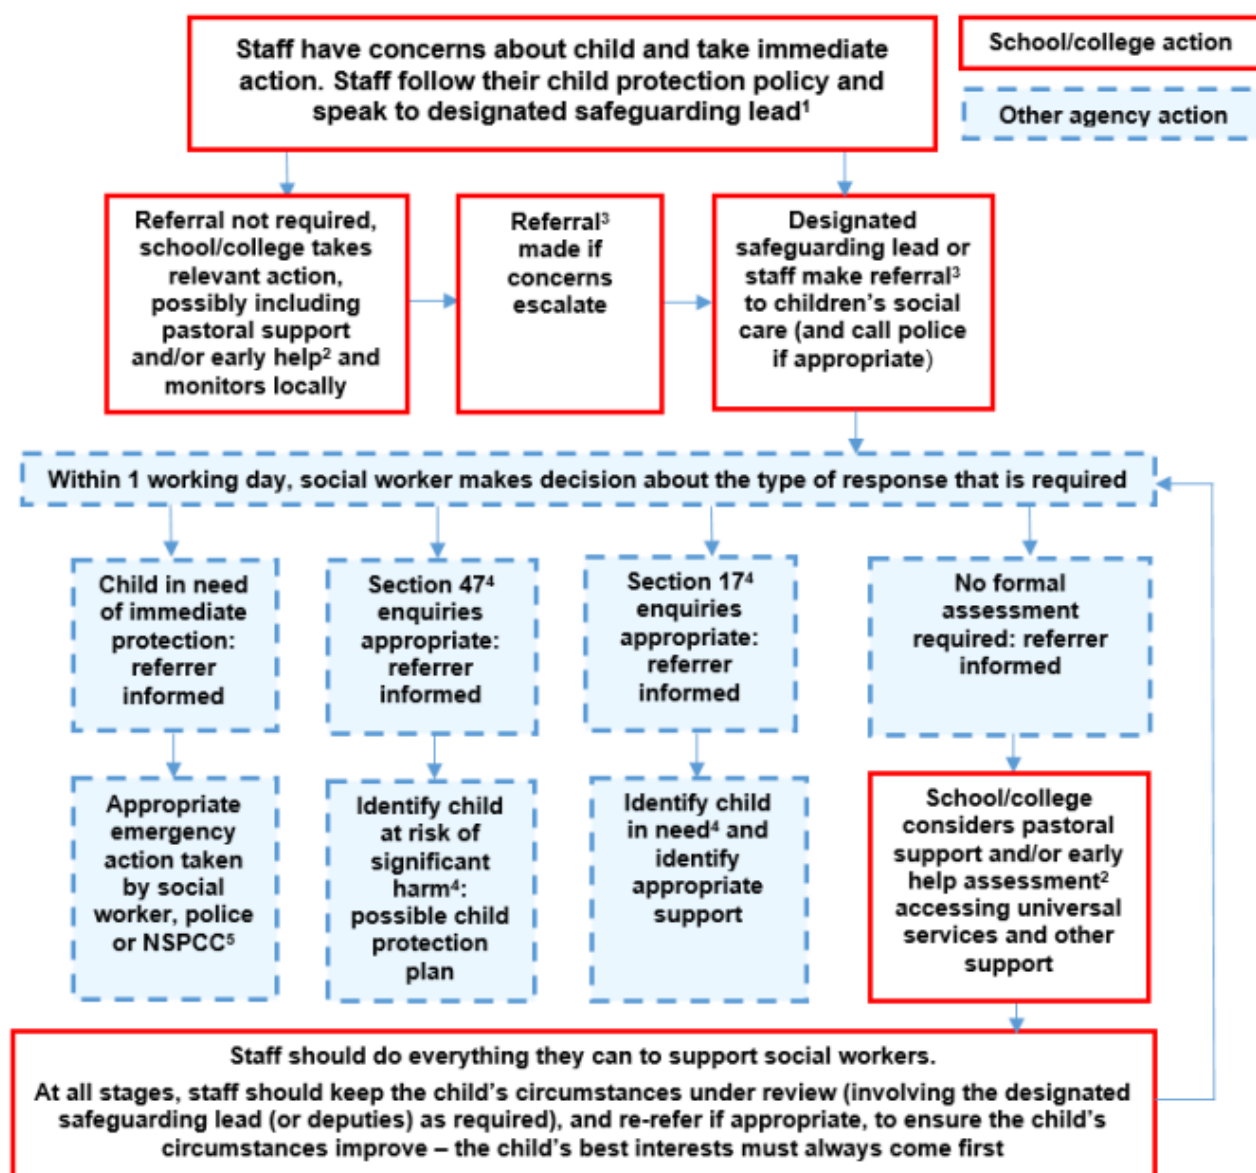 Staff have concerns about child and take immediate
action. Staff follow their child protection policy and
speak to designated safeguarding lead¹
School/college action
Other agency action
Referral not required,
school/college takes
relevant action,
possibly including
pastoral support
and/or early help² and
monitors locally
Referral³
made if
concerns
escalate
Designated
safeguarding lead or
staff make referral³
to children’s social
care (and call police
if appropriate)
Within 1 working day, social worker makes decision about the type of response that is required
Child in need
of immediate
protection:
referrer
informed
Section 47⁴
enquiries
appropriate:
referrer
informed
Section 17⁴
enquiries
appropriate:
referrer
informed
No formal
assessment
required: referrer
informed
Appropriate
emergency
action taken
by social
worker, police
or NSPCC⁵
Identify child
at risk of
significant
harm⁴:
possible child
protection
plan
Identify child
in need⁴ and
identify
appropriate
support
School/college
considers pastoral
support and/or early
help assessment²
accessing universal
services and other
support
Staff should do everything they can to support social workers.
At all stages, staff should keep the child’s circumstances under review (involving the designated
safeguarding lead (or deputies) as required), and re-refer if appropriate, to ensure the child’s
circumstances improve – the child’s best interests must always come first